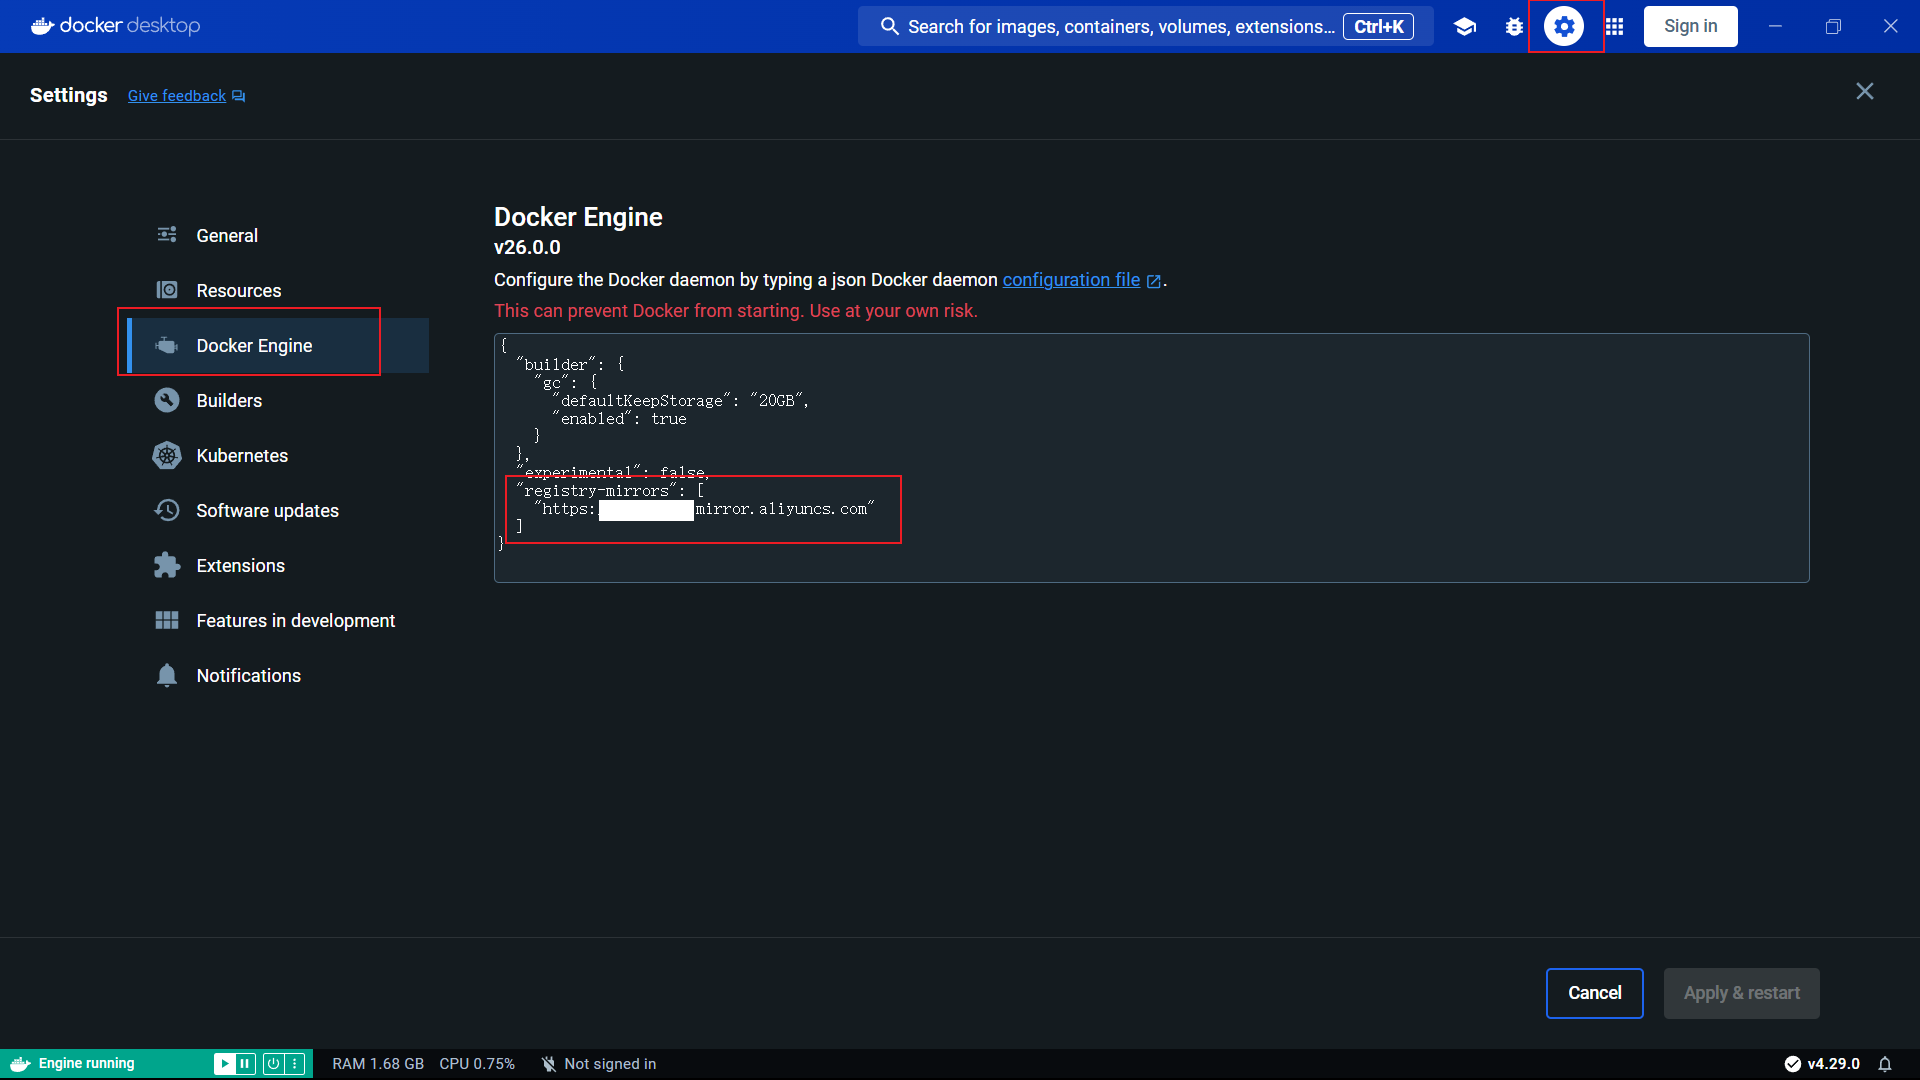 docker desktop
Search for images, containers, volumes, extensions... Ctrl+K
Sign in
Settings Give feedback
General
Resources
Docker Engine
Builders
Kubernetes
Software updates
Extensions
Features in development
Notifications
Docker Engine
v26.0.0
Configure the Docker daemon by typing a json Docker daemon configuration file .
This can prevent Docker from starting. Use at your own risk.
{
"builder": {
"gc": {
"defaultKeepStorage": "20GB",
"enabled": true
}
},
"experimental": false,
"registry-mirrors": [
"https: mirror.aliyuncs.com"
]
}
Cancel Apply & restart
Engine running RAM 1.68 GB CPU 0.75% Not signed in v4.29.0